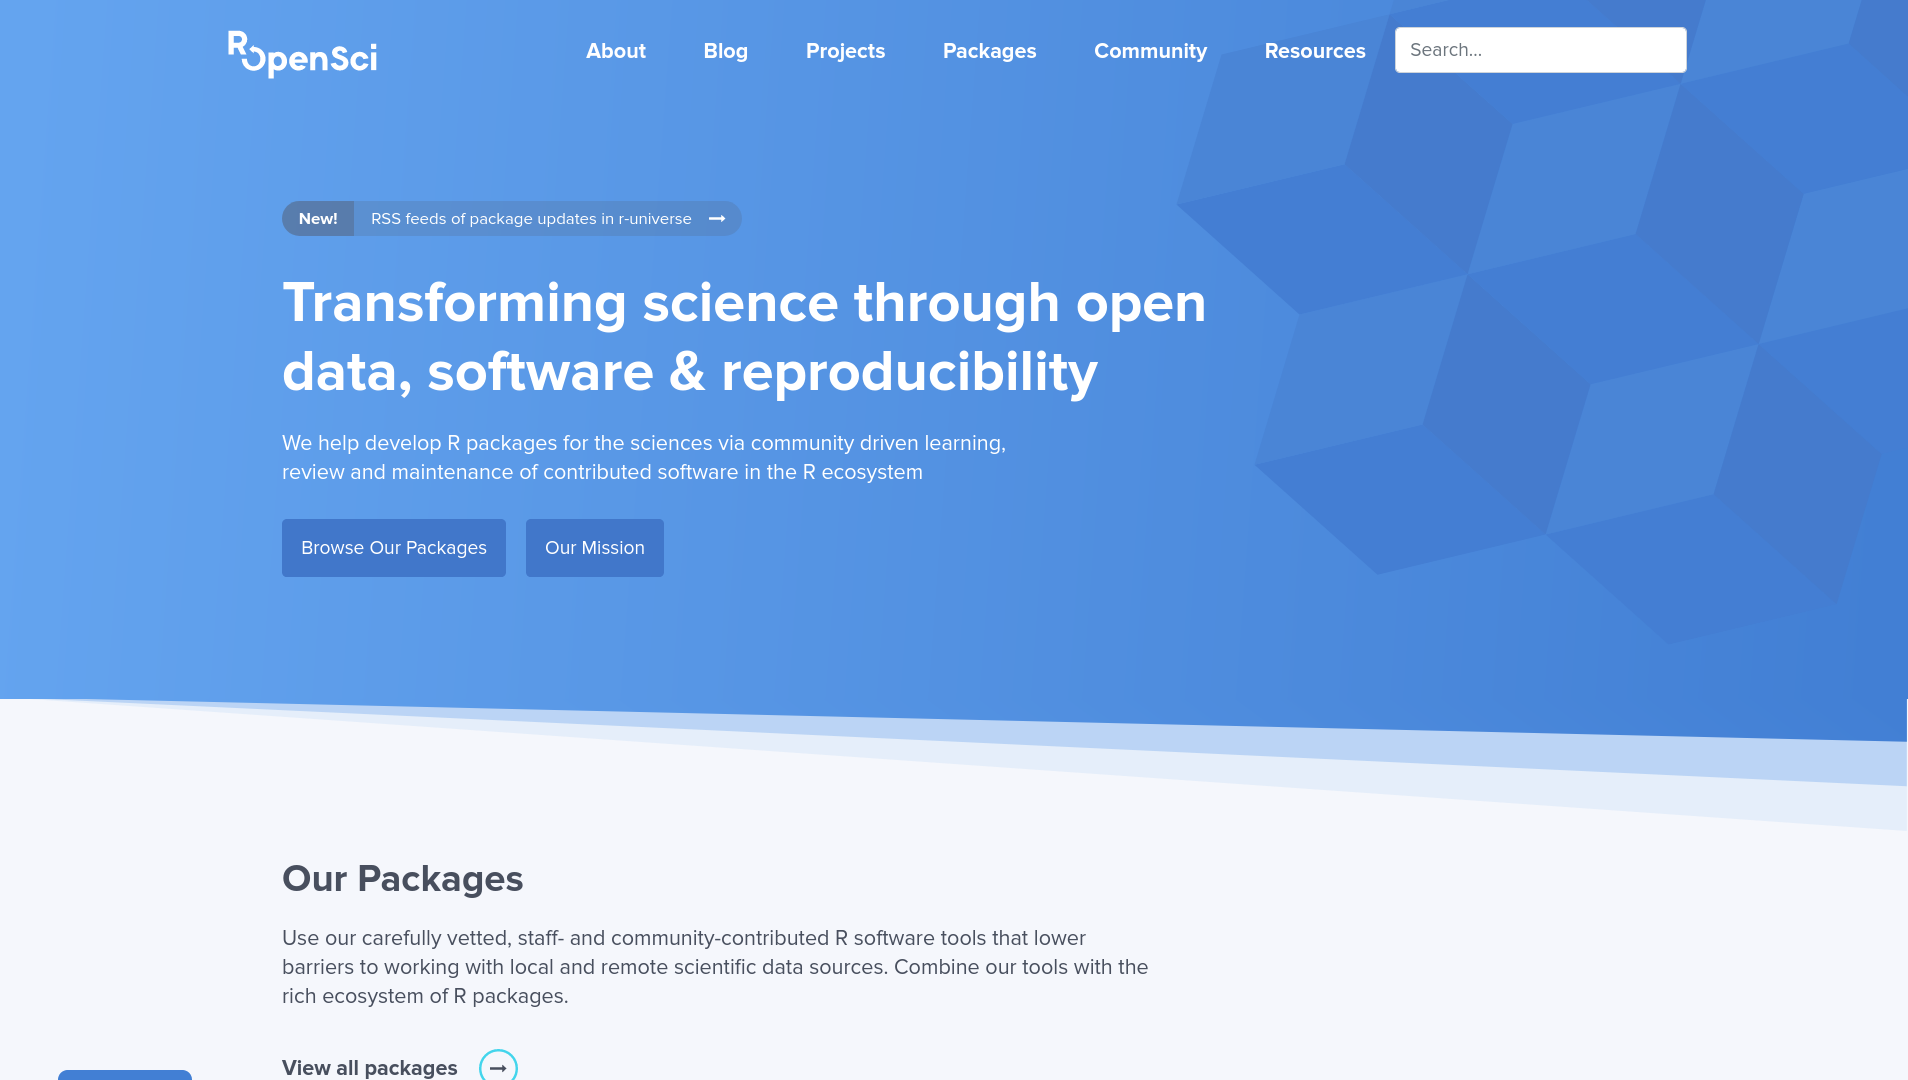 ROpenSci
About
Blog
Projects
Packages
Community
Resources
Search...
New!
RSS feeds of package updates in r-universe
Transforming science through open
data, software & reproducibility
We help develop R packages for the sciences via community driven learning,
review and maintenance of contributed software in the R ecosystem
Browse Our Packages
Our Mission
Our Packages
Use our carefully vetted, staff- and community-contributed R software tools that lower
barriers to working with local and remote scientific data sources. Combine our tools with the
rich ecosystem of R packages.
View all packages